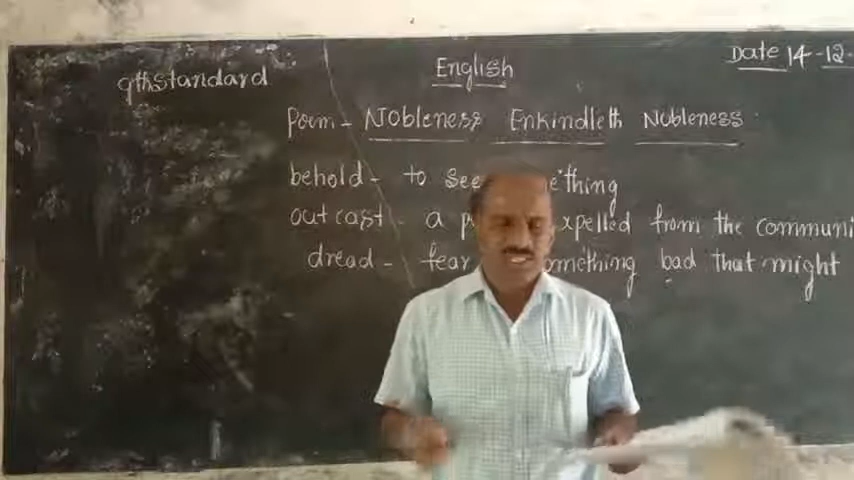 9thstandard English Date 14-12-
Poem - Nobleness Enkindleth Nobleness
behold - to see thing
outcast - a expelled from the communi
dread - fear something bad that might